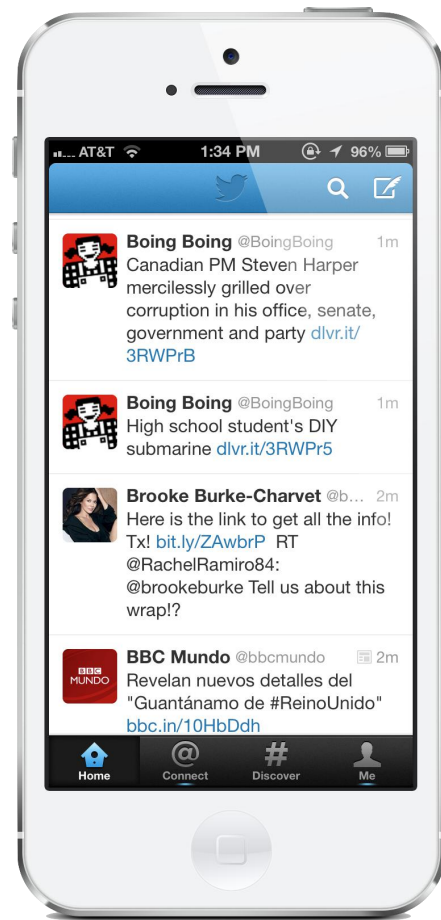 AT&T 1:34 PM 96%
Boing Boing @BoingBoing 1m
Canadian PM Steven Harper
mercilessly grilled over
corruption in his office, senate,
government and party dlvr.it/
3RWPrB
Boing Boing @BoingBoing 1m
High school student's DIY
submarine dlvr.it/3RWPr5
Brooke Burke-Charvet @b... 2m
Here is the link to get all the info!
Tx! bit.ly/ZAwbrP RT
@RachelRamiro84:
@brookeburke Tell us about this
wrap!?
BBC
MUNDO
BBC Mundo @bbcmundo 2m
Revelan nuevos detalles del
"Guantánamo de #ReinoUnido"
bbc.in/10HbDdh
Home Connect Discover Me